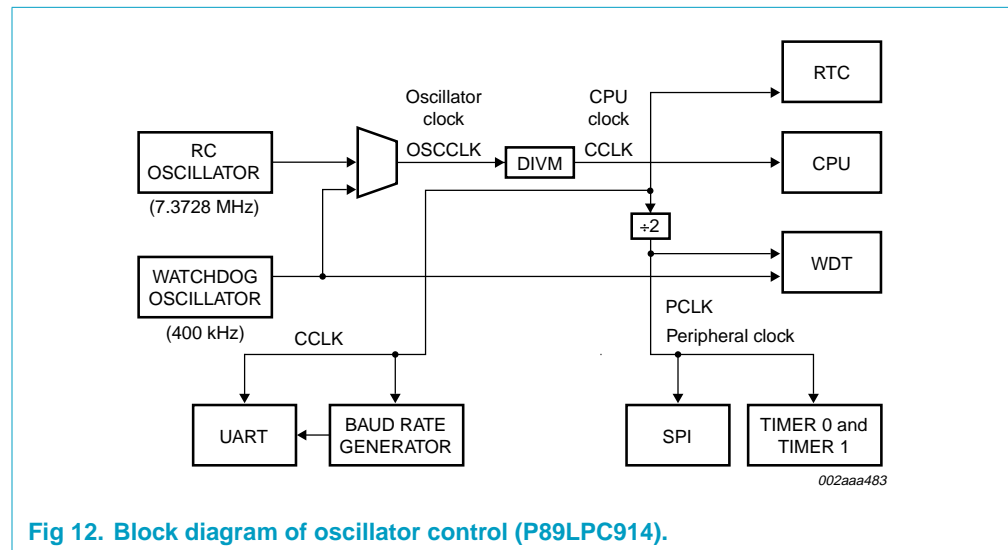 RTC
Oscillator
clock
CPU
clock
RC
OSCILLATOR
OSCCLK
DIVM
CCLK
CPU
(7.3728 MHz)
÷2
WDT
WATCHDOG
OSCILLATOR
(400 kHz)
PCLK
CCLK
Peripheral clock
UART
BAUD RATE
GENERATOR
SPI
TIMER 0 and
TIMER 1
002aaa483
Fig 12. Block diagram of oscillator control (P89LPC914).